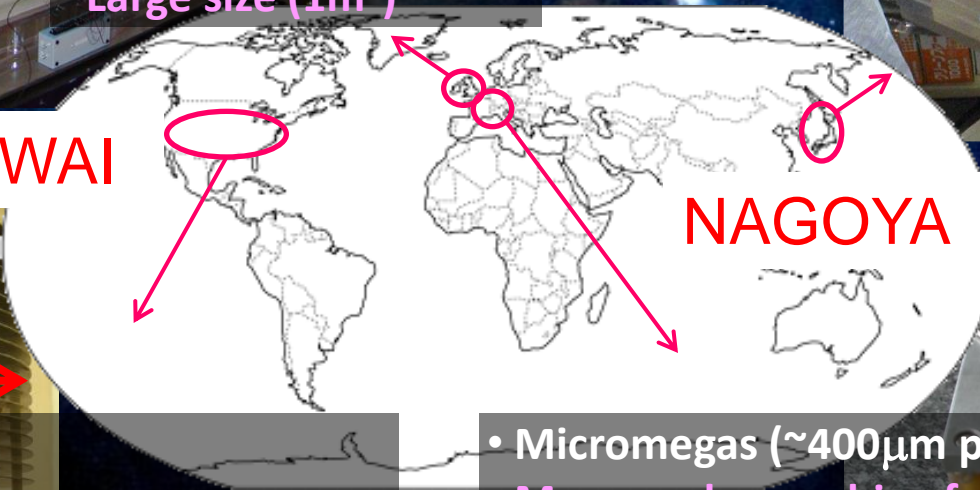 Large size (1m²)
WAI
NAGOYA
• Micromegas (~400μm p